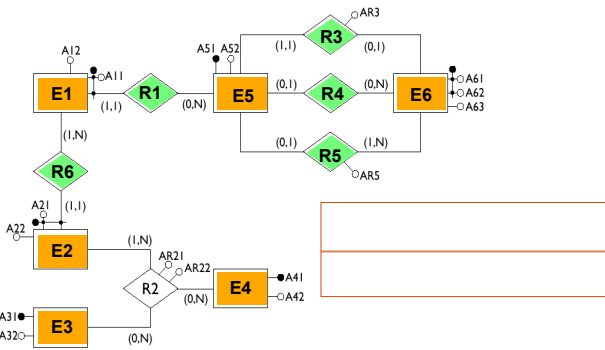 AR3
A12
A51 A52
R3
(1,1)
(0,1)
A11
A61
E1
R1
E5
(0,1)
R4
(0,N)
E6
A62
(1,1)
(0,N)
A63
(1,N)
(0,1)
(1,N)
R5
R6
AR5
A21
(1,1)
A22
E2
(1,N)
AR21
AR22
A41
R2
E4
(0,N)
A42
A31
E3
A32
(0,N)